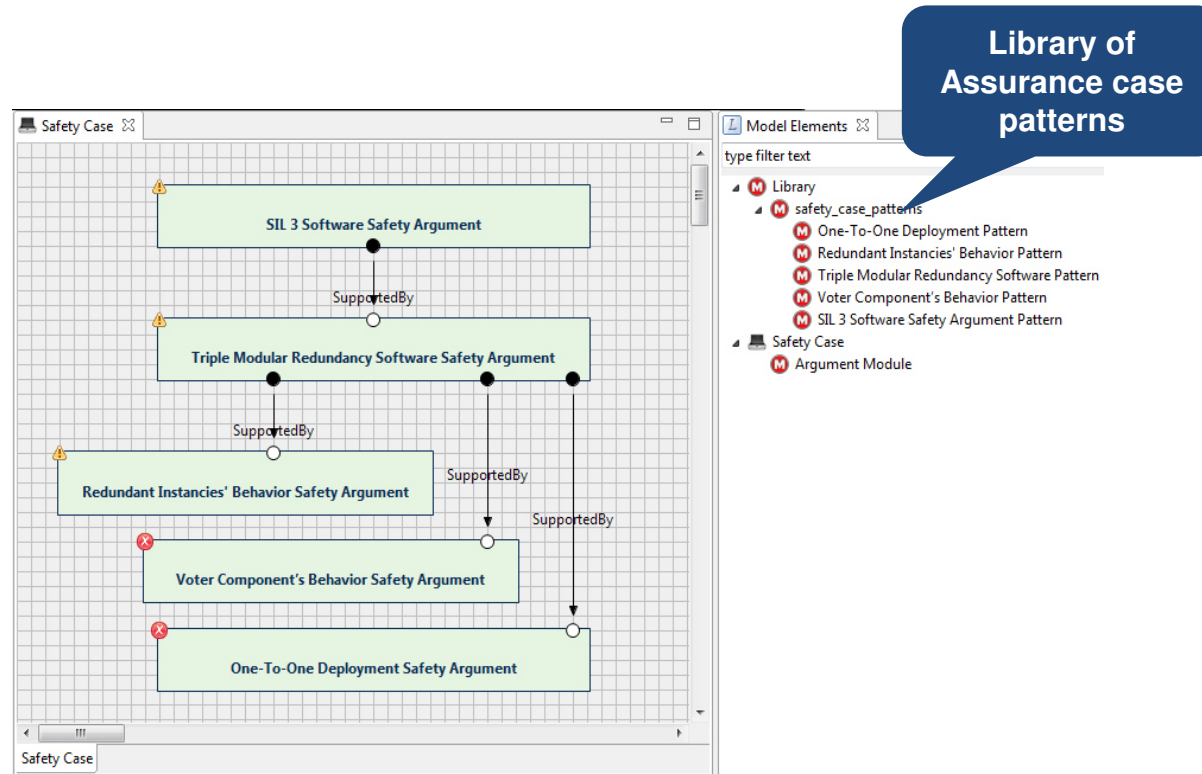 Library of
Assurance case
patterns
Safety Case
Model Elements
type filter text
SIL 3 Software Safety Argument
SupportedBy
Triple Modular Redundancy Software Safety Argument
SupportedBy
Redundant Instancies' Behavior Safety Argument
SupportedBy
SupportedBy
Voter Component's Behavior Safety Argument
One-To-One Deployment Safety Argument
Safety Case
Library
safety_case_patterns
One-To-One Deployment Pattern
Redundant Instancies' Behavior Pattern
Triple Modular Redundancy Software Pattern
Voter Component's Behavior Pattern
SIL 3 Software Safety Argument Pattern
Safety Case
Argument Module